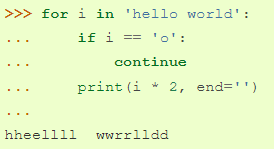 >>> for i in 'hello world':
...     if i == 'o':
...         continue
...     print(i * 2, end='')
...
hheellll  wwrrlldd